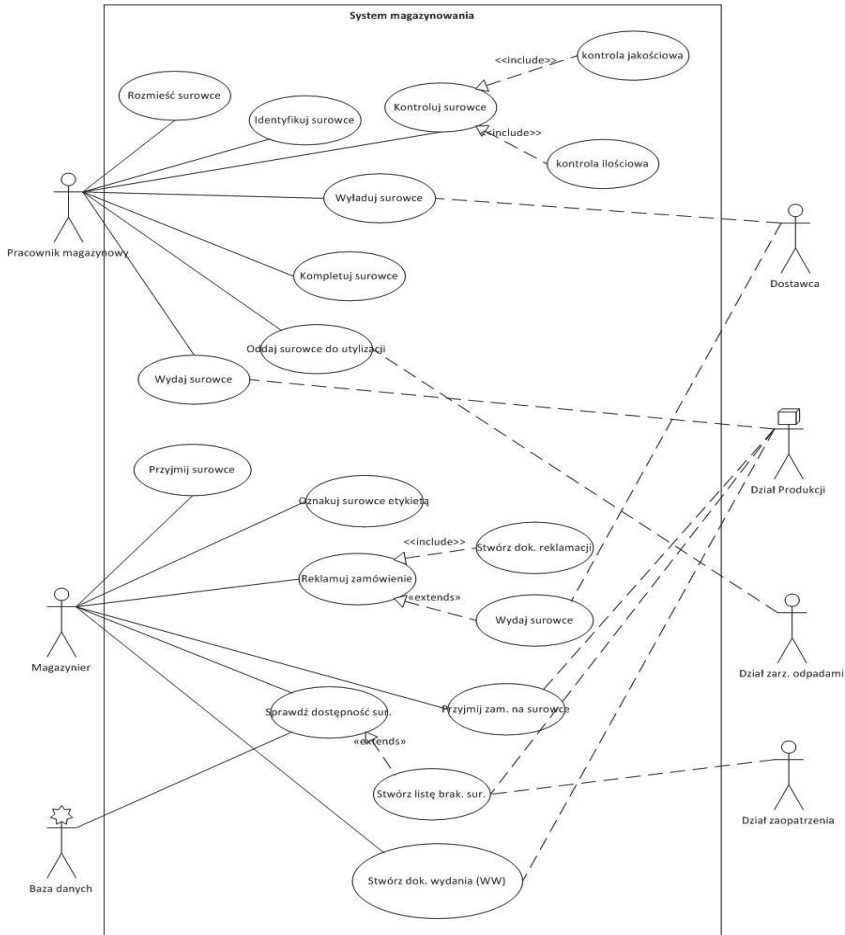 System magazynowania
<<include>>
kontrola jakościowa
Rozmieść surowce
Identyfikuj surowce
Kontroluj surowce
<<include>>
kontrola ilościowa
Wyładuj surowce
Pracownik magazynowy
Dostawca
Kompletuj surowce
Oddaj surowce do utylizacji
Wydaj surowce
Dział Produkcji
Przyjmij surowce
Oznakuj surowce etykietą
<<include>>
Stwórz dok. reklamacji
Reklamuj zamówienie
«extends»
Wydaj surowce
Magazynier
Dział zarz. odpadami
Sprawdź dostępność sur.
Przyjmij zam. na surowce
«extends»
Stwórz listę brak. sur.
Dział zaopatrzenia
Stwórz dok. wydania (WW)
Baza danych